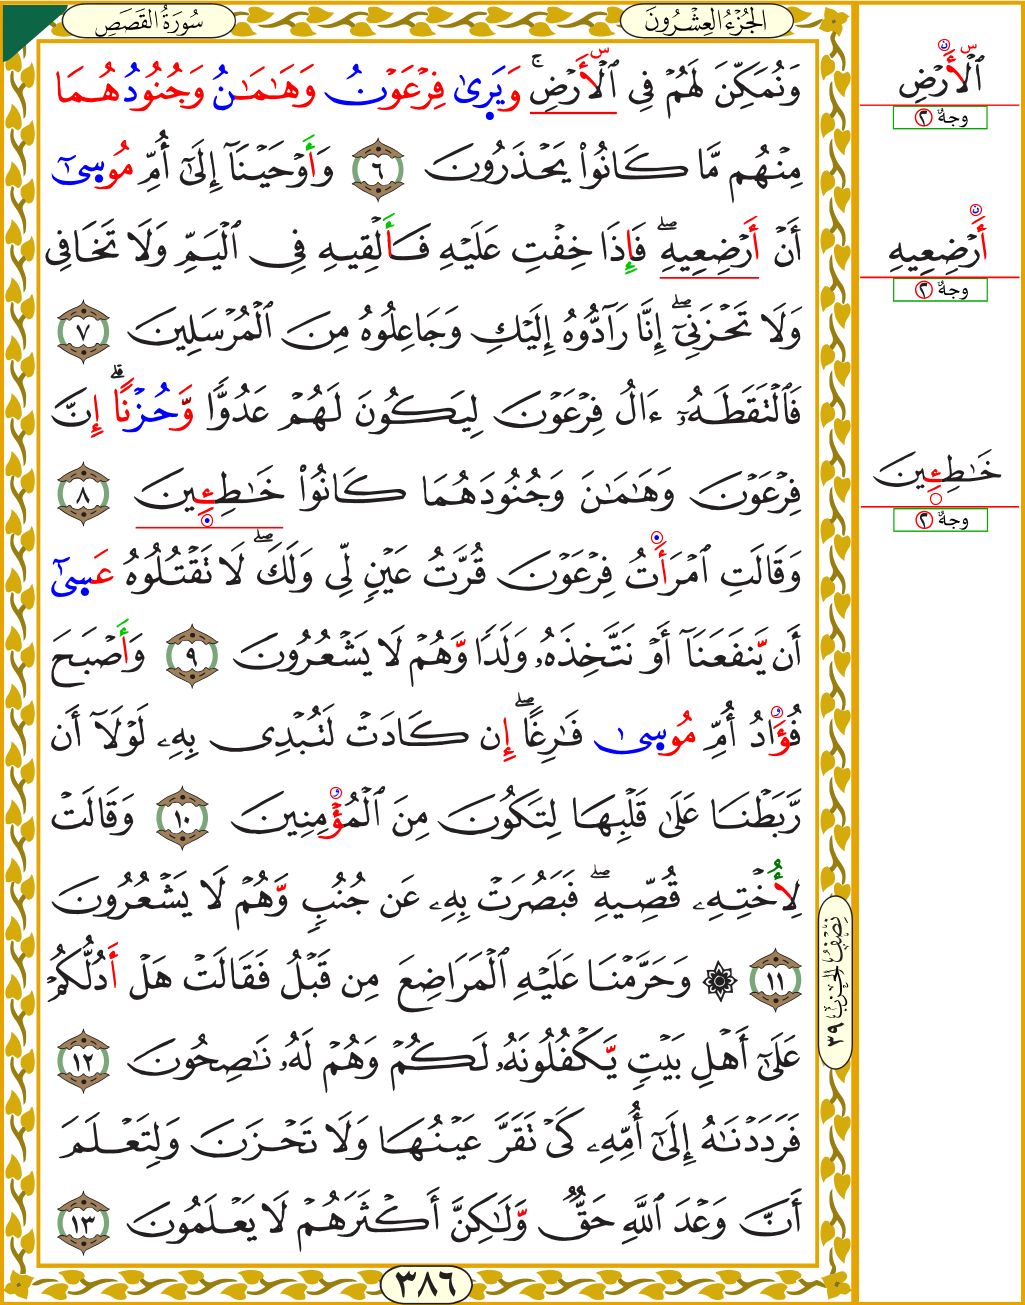 سُورَةُ القَصَصِ
الجُزْءُ العِشْرُونَ
وَنُمَكِّنَ لَهُمْ فِي ٱلْأَرْضِۚ وَيَرَىٰ فِرْعَوْنُ وَهَـٰمَـٰنُ وَجُنُودُهُمَا
مِنْهُم مَّا كَانُوا۟ يَحْذَرُونَ ٦ وَأَوْحَيْنَآ إِلَىٰٓ أُمِّ مُوسِىٰٓ
أَنْ أَرْضِعِيهِۖ فَإِذَا خِفْتِ عَلَيْهِ فَأَلْقِيهِ فِي ٱلْيَمِّ وَلَا تَخَافِي
وَلَا تَحْزَنِيٓۖ إِنَّا رَآدُّوهُ إِلَيْكِ وَجَاعِلُوهُ مِنَ ٱلْمُرْسَلِينَ ٧
فَٱلْتَقَطَهُۥٓ ءَالُ فِرْعَوْنَ لِيَكُونَ لَهُمْ عَدُوًّا وَّحُزْنًاۗ إِنَّ
فِرْعَوْنَ وَهَـٰمَـٰنَ وَجُنُودَهُمَا كَانُوا۟ خَـٰطِـِٔينَ ٨
وَقَالَتِ ٱمْرَأَتُ فِرْعَوْنَ قُرَّتُ عَيْنٍ لِّي وَلَكَۖ لَا تَقْتُلُوهُ عَسِىٰٓ
أَن يَّنفَعَنَآ أَوْ نَتَّخِذَهُۥ وَلَدًا وَّهُمْ لَا يَشْعُرُونَ ٩ وَأَصْبَحَ
فُؤَادُ أُمِّ مُوسِىٰ فَـٰرِغًاۖ إِن كَادَتْ لَتُبْدِي بِهِۦ لَوْلَآ أَن
رَّبَطْنَا عَلَىٰ قَلْبِهَا لِتَكُونَ مِنَ ٱلْمُؤْمِنِينَ ١٠ وَقَالَتْ
لِأُخْتِهِۦ قُصِّيهِۖ فَبَصُرَتْ بِهِۦ عَن جُنُبٍ وَّهُمْ لَا يَشْعُرُونَ
١١ ۞ وَحَرَّمْنَا عَلَيْهِ ٱلْمَرَاضِعَ مِن قَبْلُ فَقَالَتْ هَلْ أَدُلُّكُمْ
عَلَىٰٓ أَهْلِ بَيْتٍ يَّكْفُلُونَهُۥ لَكُمْ وَهُمْ لَهُۥ نَـٰصِحُونَ ١٢
فَرَدَدْنَـٰهُ إِلَىٰٓ أُمِّهِۦ كَيْ تَقَرَّ عَيْنُهَا وَلَا تَحْزَنَ وَلِتَعْلَمَ
أَنَّ وَعْدَ ٱللَّهِ حَقٌّ وَّلَـٰكِنَّ أَكْثَرَهُمْ لَا يَعْلَمُونَ ١٣
٣٨٦
ٱلْأَرْضِ
وجهٌ ٢
أَرْضِعِيهِ
وجهٌ ٢
خَـٰطِـِٔينَ
وجهٌ ٢
نِصْفُ الحِزْبِ ٣٩